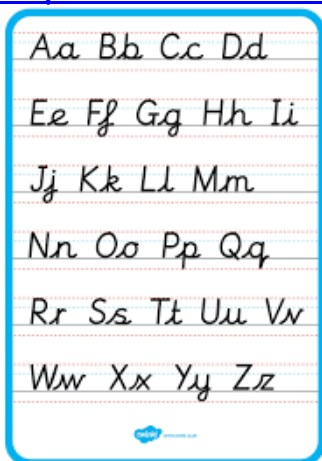 Aa Bb Cc Dd
Ee Ff Gg Hh Ii
Jj Kk Ll Mm
Nn Oo Pp Qq
Rr Ss Tt Uu Vv
Ww Xx Yy Zz
twinkl